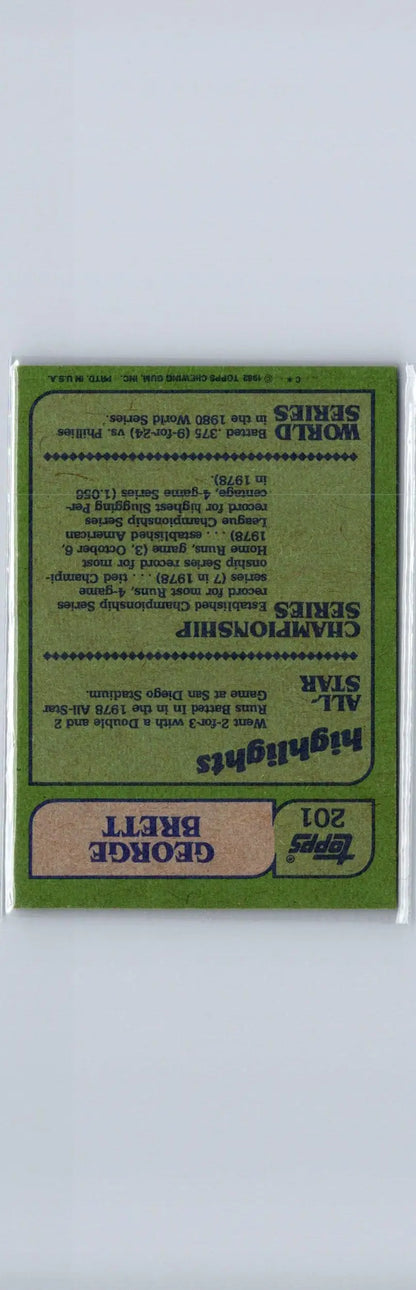 topps®
201
GEORGE
BRETT
highlights
ALL-
STAR
Went 2-for-3 with a Double and 2
Runs Batted In in the 1978 All-Star
Game at San Diego Stadium.
CHAMPIONSHIP
SERIES
Established Championship Series
record for most Runs, 4-game
series (7 in 1978) . . . tied Champi-
onship Series record for most
Home Runs, game (3, October 6,
1978) . . . established American
League Championship Series
record for highest Slugging Per-
centage, 4-game Series (1.056
in 1978).
WORLD
SERIES
Batted .375 (9-for-24) vs. Phillies
in the 1980 World Series.
C* © 1982 TOPPS CHEWING GUM, INC. PRTD. IN U.S.A.